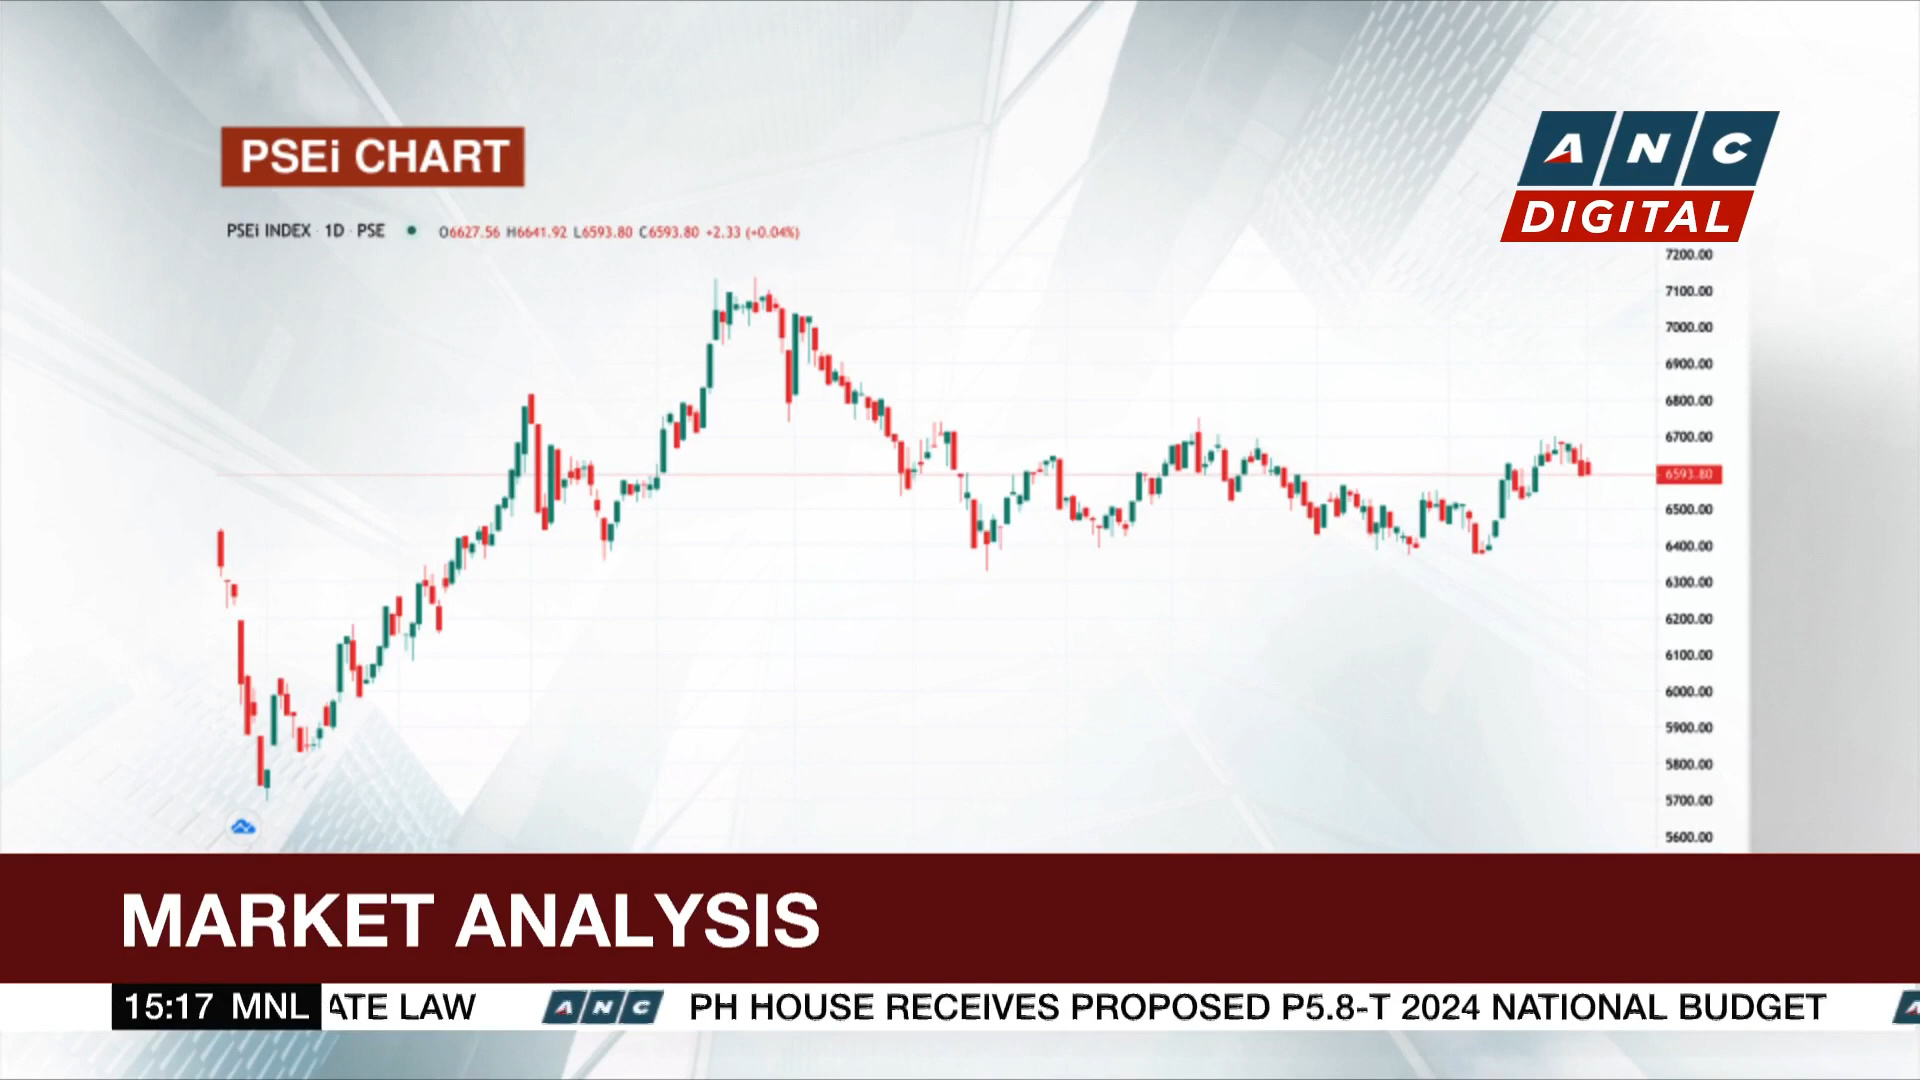 PSEi CHART
ANC
DIGITAL
PSEi INDEX · 1D · PSE O6627.56 H6641.92 L6593.80 C6593.80 +2.33 (+0.04%)
7200.00
7100.00
7000.00
6900.00
6800.00
6700.00
6593.80
6500.00
6400.00
6300.00
6200.00
6100.00
6000.00
5900.00
5800.00
5700.00
5600.00
MARKET ANALYSIS
15:17 MNL ATE LAW ANC PH HOUSE RECEIVES PROPOSED P5.8-T 2024 NATIONAL BUDGET